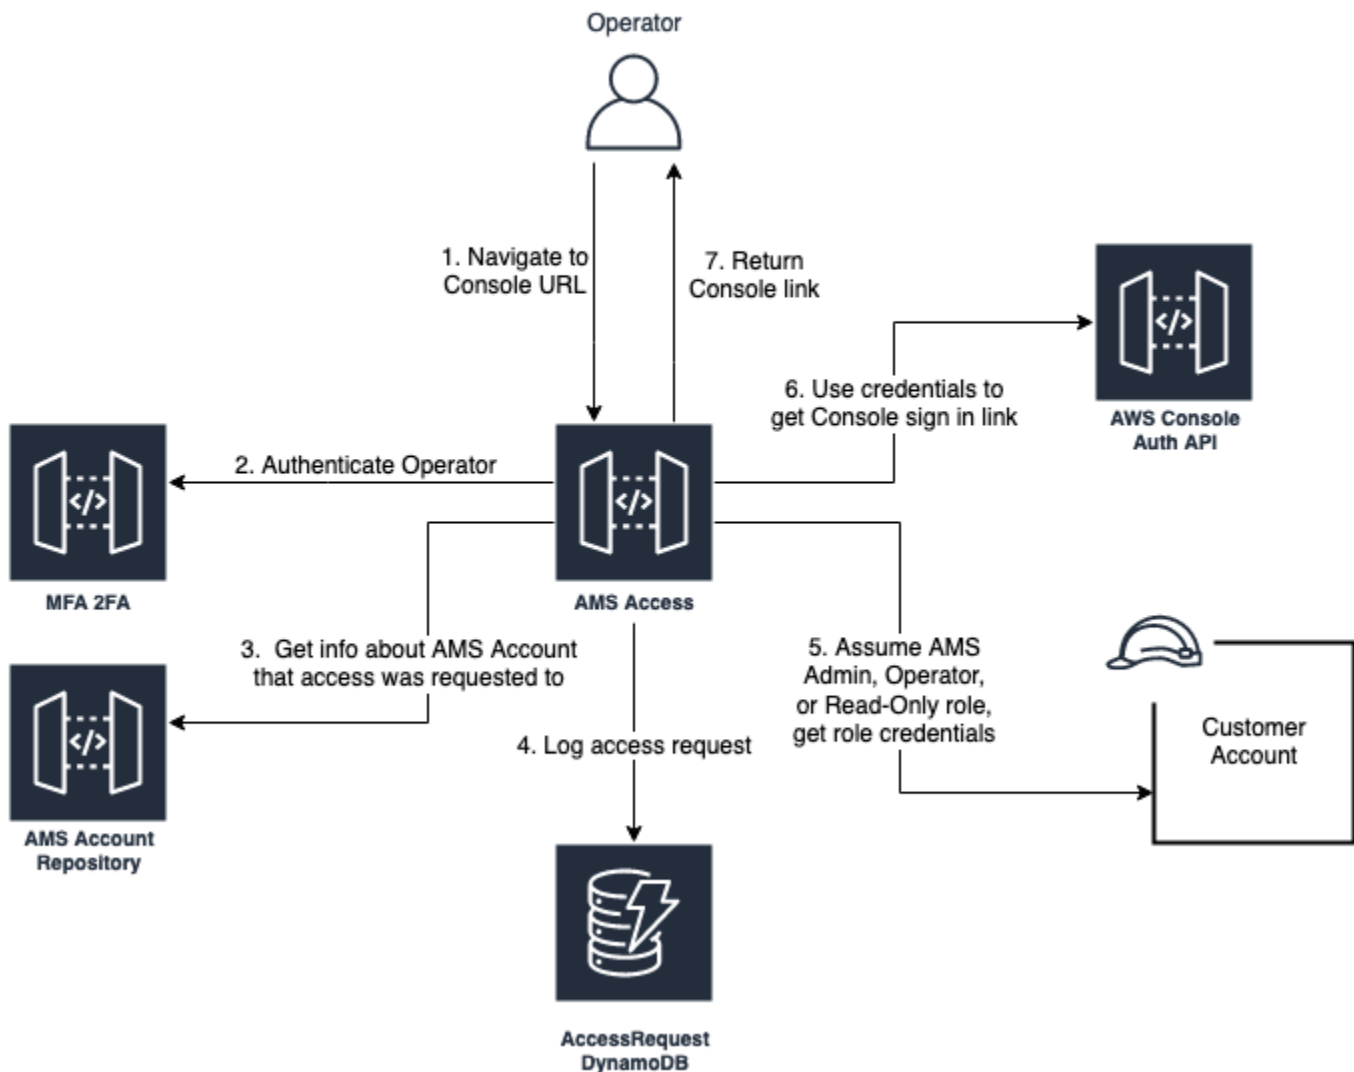 Operator
1. Navigate to
Console URL
7. Return
Console link
6. Use credentials to
get Console sign in link
</>
AWS Console
Auth API
2. Authenticate Operator
</>
MFA 2FA
</>
AMS Access
3. Get info about AMS Account
that access was requested to
</>
AMS Account
Repository
4. Log access request
5. Assume AMS
Admin, Operator,
or Read-Only role,
get role credentials
Customer
Account
AccessRequest
DynamoDB